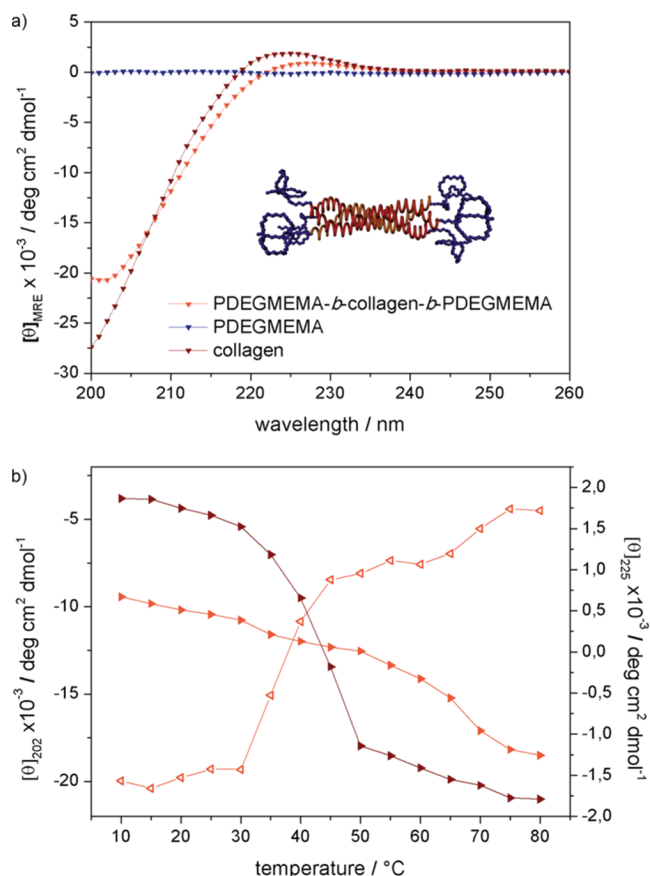 a)
5
0
-5
-10
-15
-20
-25
-30
[θ]MRE x 10⁻³ / deg cm² dmol⁻¹
PDEGMEMA-b-collagen-b-PDEGMEMA
PDEGMEMA
collagen
200 210 220 230 240 250 260
wavelength / nm
b)
-5
-10
-15
-20
[θ]202 x10⁻³ / deg cm² dmol⁻¹
2,0
1,5
1,0
0,5
0,0
-0,5
-1,0
-1,5
-2,0
[θ]225 x10⁻³ / deg cm² dmol⁻¹
10 20 30 40 50 60 70 80
temperature / °C